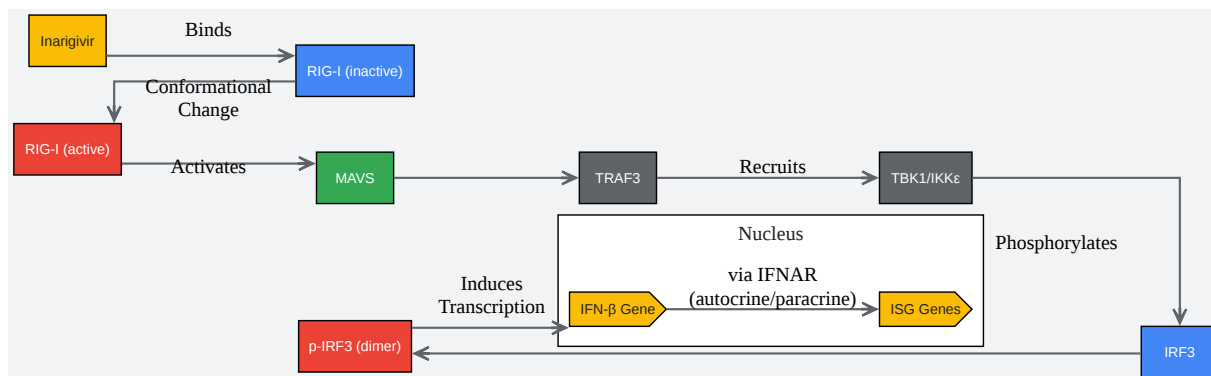 Inarigivir
Binds
RIG-I (inactive)
Conformational
Change
RIG-I (active)
Activates
MAVS
TRAF3
Recruits
TBK1/IKKε
Phosphorylates
Nucleus
via IFNAR
(autocrine/paracrine)
Induces
Transcription
IFN-β Gene
ISG Genes
p-IRF3 (dimer)
IRF3